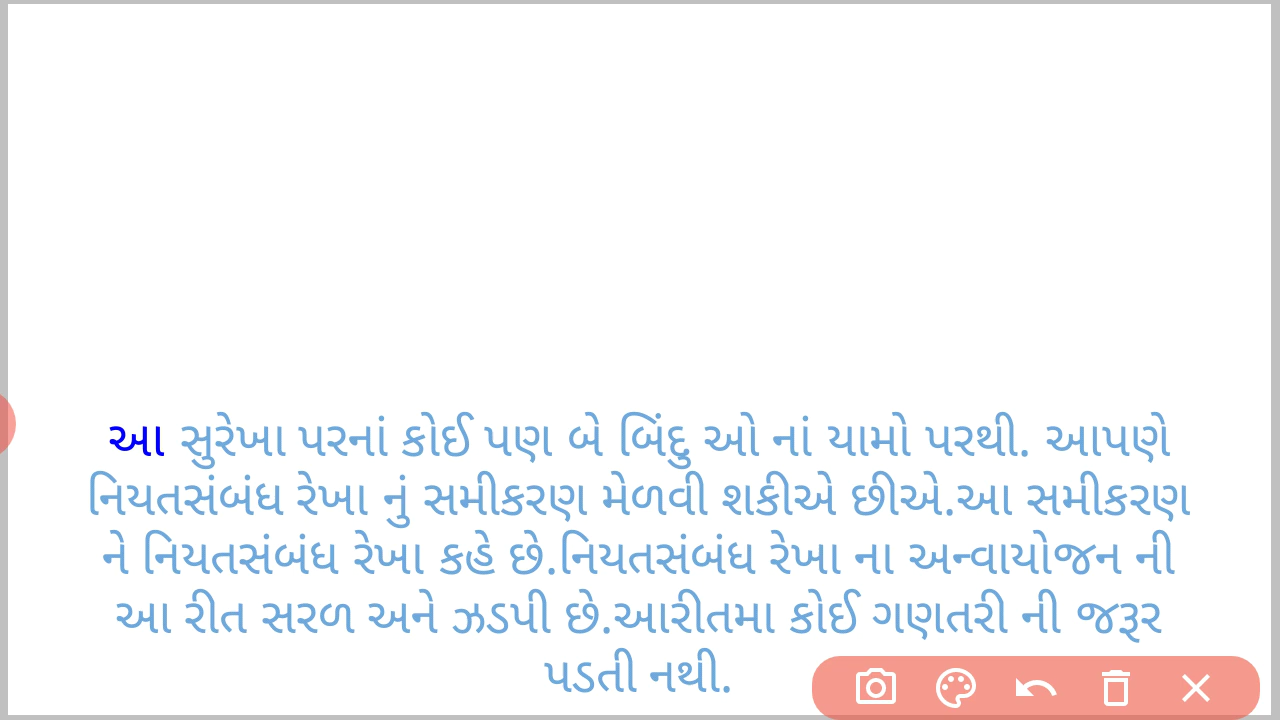 આ સુરેખા પરનાં કોઈ પણ બે બિંદુ ઓ નાં યામો પરથી. આપણે
નિયતસંબંધ રેખા નું સમીકરણ મેળવી શકીએ છીએ.આ સમીકરણ
ને નિયતસંબંધ રેખા કહે છે.નિયતસંબંધ રેખા ના અન્વાયોજન ની
આ રીત સરળ અને ઝડપી છે.આરીતમા કોઈ ગણતરી ની જરૂર
પડતી નથી.